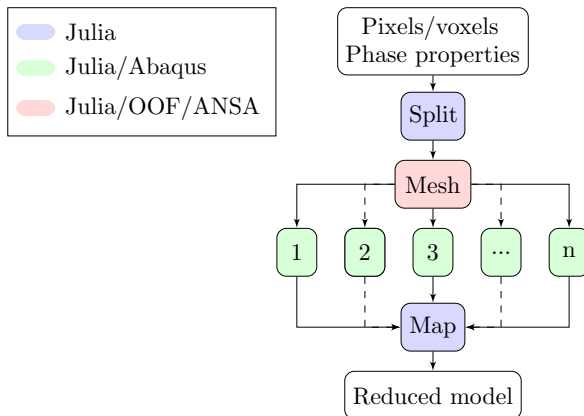 Julia
Julia/Abaqus
Julia/OOF/ANSA
Pixels/voxels
Phase properties
Split
Mesh
1 2 3 ... n
Map
Reduced model